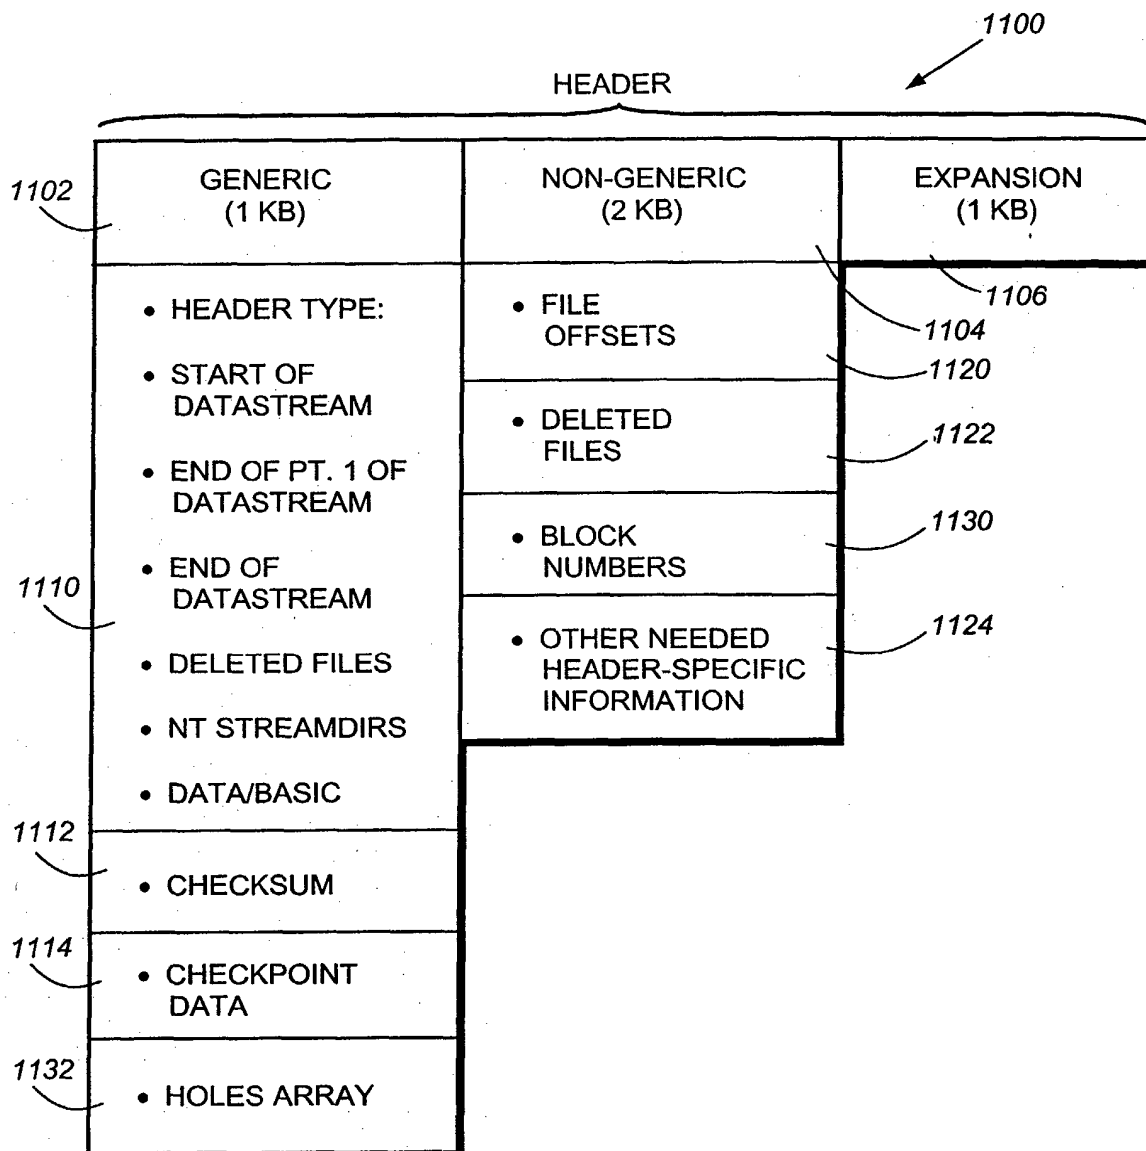 1100
HEADER
1102
GENERIC
(1 KB)
NON-GENERIC
(2 KB)
EXPANSION
(1 KB)
1106
1104
1110
• HEADER TYPE:
• START OF
DATASTREAM
• END OF PT. 1 OF
DATASTREAM
• END OF
DATASTREAM
• DELETED FILES
• NT STREAMDIRS
• DATA/BASIC
• FILE
OFFSETS
1120
• DELETED
FILES
1122
• BLOCK
NUMBERS
1130
• OTHER NEEDED
HEADER-SPECIFIC
INFORMATION
1124
1112
• CHECKSUM
1114
• CHECKPOINT
DATA
1132
• HOLES ARRAY